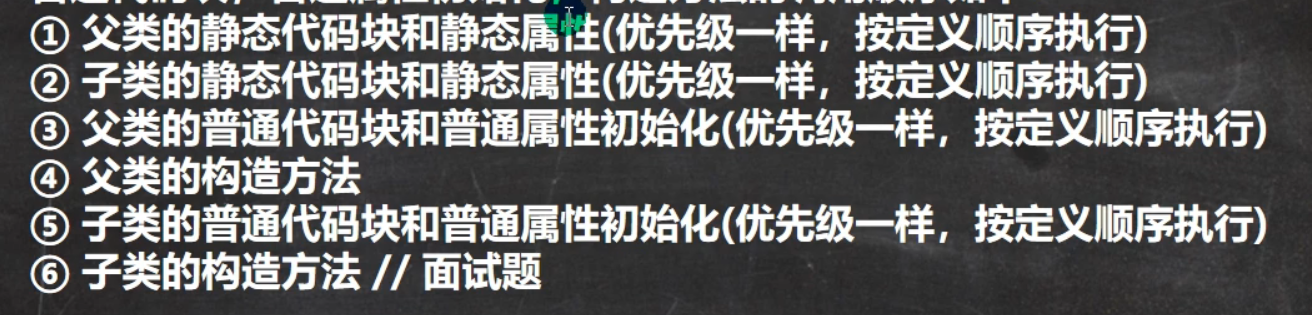 ① 父类的静态代码块和静态属性(优先级一样，按定义顺序执行)
② 子类的静态代码块和静态属性(优先级一样，按定义顺序执行)
③ 父类的普通代码块和普通属性初始化(优先级一样，按定义顺序执行)
④ 父类的构造方法
⑤ 子类的普通代码块和普通属性初始化(优先级一样，按定义顺序执行)
⑥ 子类的构造方法 // 面试题